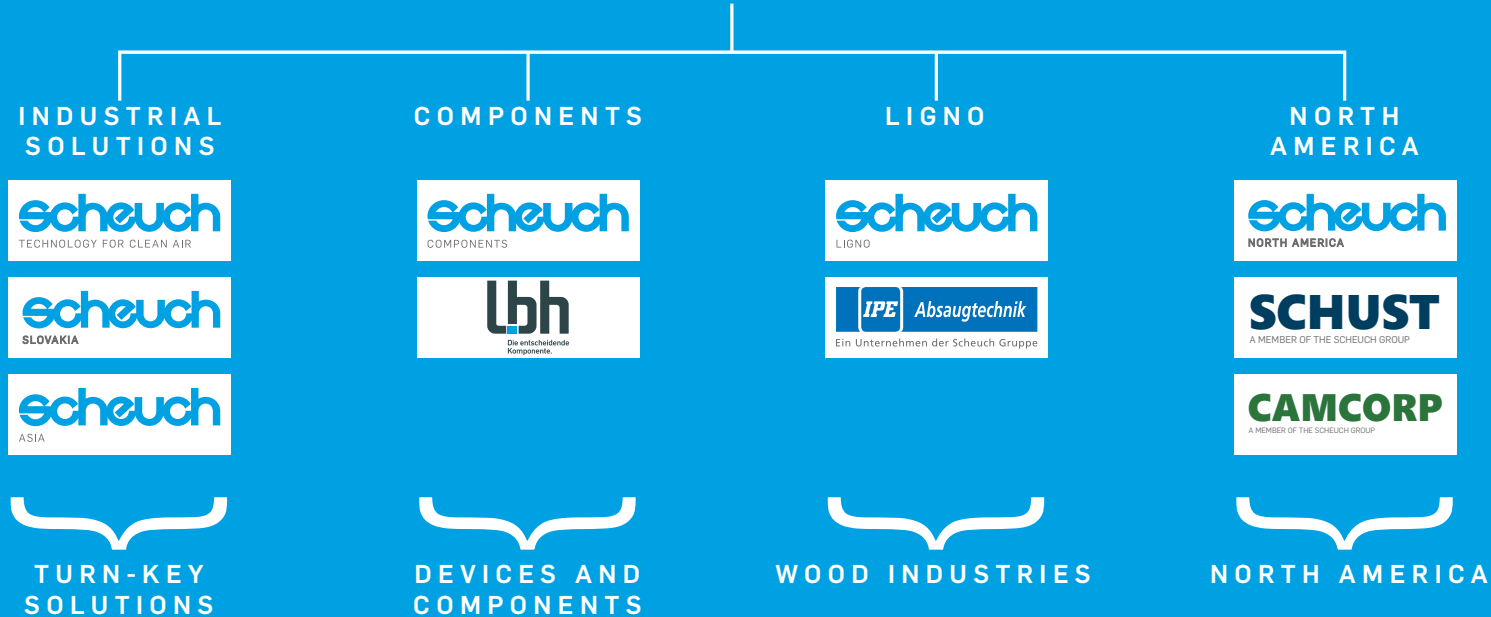 INDUSTRIAL
SOLUTIONS
scheuch
TECHNOLOGY FOR CLEAN AIR
scheuch
SLOVAKIA
scheuch
ASIA
TURN-KEY
SOLUTIONS
COMPONENTS
scheuch
COMPONENTS
Lbh
Die entscheidende
Komponente.
DEVICES AND
COMPONENTS
LIGNO
scheuch
LIGNO
IPE Absaugtechnik
Ein Unternehmen der Scheuch Gruppe
WOOD INDUSTRIES
NORTH
AMERICA
scheuch
NORTH AMERICA
SCHUST
A MEMBER OF THE SCHEUCH GROUP
CAMCORP
A MEMBER OF THE SCHEUCH GROUP
NORTH AMERICA